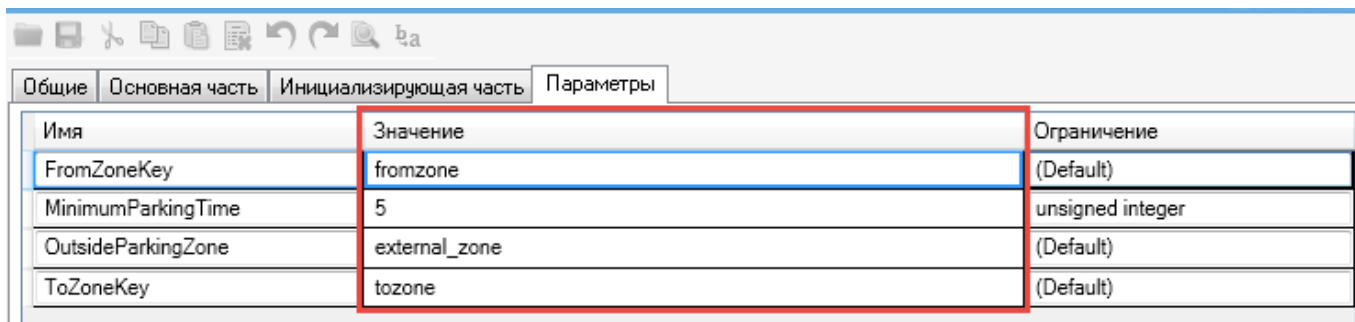 Общие Основная часть Инициализирующая часть Параметры
Имя Значение Ограничение
FromZoneKey fromzone (Default)
MinimumParkingTime 5 unsigned integer
OutsideParkingZone external_zone (Default)
ToZoneKey tozone (Default)